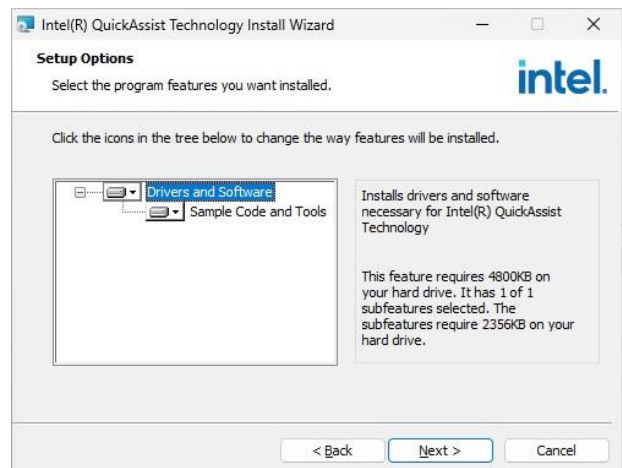 Intel(R) QuickAssist Technology Install Wizard
Setup Options
Select the program features you want installed.
intel.
Click the icons in the tree below to change the way features will be installed.
Drivers and Software
Sample Code and Tools
Installs drivers and software
necessary for Intel(R) QuickAssist
Technology
This feature requires 4800KB on
your hard drive. It has 1 of 1
subfeatures selected. The
subfeatures require 2356KB on your
hard drive.
< Back
Next >
Cancel